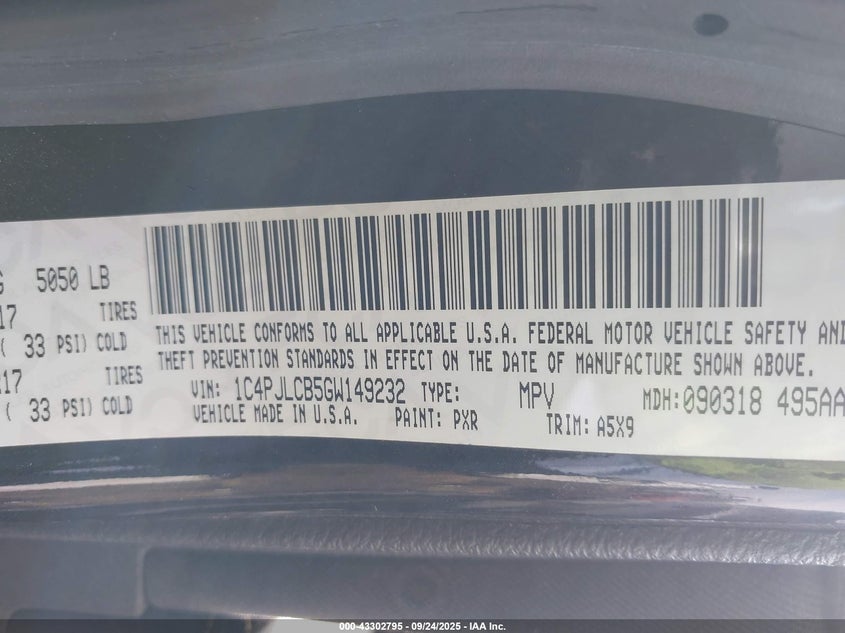 G 5050 LB
17 TIRES
( 33 PSI) COLD
17 TIRES
( 33 PSI) COLD
THIS VEHICLE CONFORMS TO ALL APPLICABLE U.S.A. FEDERAL MOTOR VEHICLE SAFETY AND
THEFT PREVENTION STANDARDS IN EFFECT ON THE DATE OF MANUFACTURE SHOWN ABOVE.
VIN: 1C4PJLCB5GW149232 TYPE: MPV MDH:090318 495AA
VEHICLE MADE IN U.S.A. PAINT: PXR TRIM: A5X9
000-43302795 - 09/24/2025 - IAA Inc.